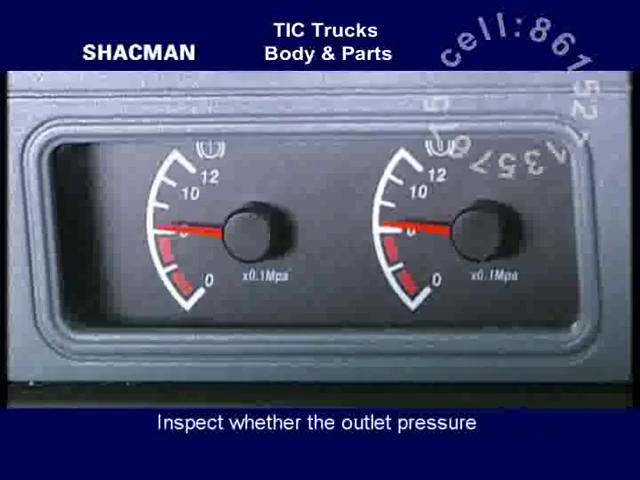 TIC Trucks
SHACMAN
Body & Parts
12
10
0
x0.1Mpa
12
10
0
x0.1Mpa
Inspect whether the outlet pressure